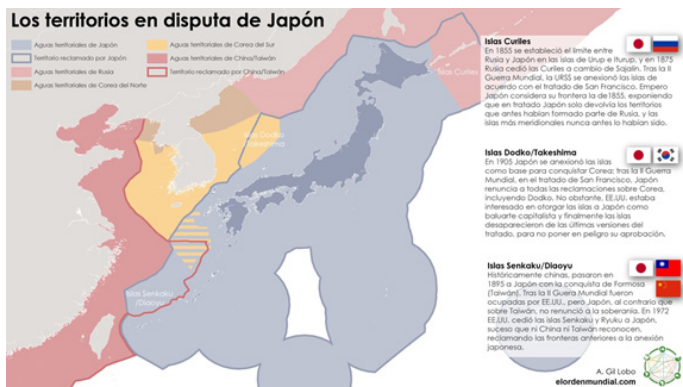 Los territorios en disputa de Japón
Aguas territoriales de Japón
Territorio reclamado por Japón
Aguas territoriales de Rusia
Aguas territoriales de Corea del Norte
Aguas territoriales de Corea del Sur
Aguas territoriales de China/Taiwán
Territorio reclamado por China/Taiwán
Islas Curiles
Islas Dodko
/Takeshima
Islas Senkaku
/Diaoyu
Islas Curiles
En 1855 se estableció el límite entre
Rusia y Japón en las islas de Urup e Iturup, y en 1875
Rusia cedió las Curiles a cambio de Sajalín. Tras la II
Guerra Mundial, la URSS se anexionó las islas de
acuerdo con el tratado de San Francisco. Empero
Japón considera su frontera la de1855, exponiendo
que en tratado Japón solo devolvía los territorios
que antes habían formado parte de Rusia, y las
islas más meridionales nunca antes lo habían sido.
Islas Dodko/Takeshima
En 1905 Japón se anexionó las islas
como base para conquistar Corea; tras la II Guerra
Mundial, en el tratado de San Francisco, Japón
renuncia a todas las reclamaciones sobre Corea,
incluyendo Dodko. No obstante, EE.UU. estaba
interesado en otorgar las islas a Japón como
baluarte capitalista y finalmente las islas
desaparecieron de las últimas versiones del
tratado, para no poner en peligro su aprobación.
Islas Senkaku/Diaoyu
Históricamente chinas, pasaron en
1895 a Japón con la conquista de Formosa
(Taiwán). Tras la II Guerra Mundial fueron
ocupadas por EE.UU., pero Japón, al contrario que
sobre Taiwán, no renunció a la soberanía. En 1972
EE.UU. cedió las islas Senkaku y Ryuku a Japón,
suceso que ni China ni Taiwán reconocen,
reclamando las fronteras anteriores a la anexión
japonesa.
A. Gil Lobo
elordenmundial.com